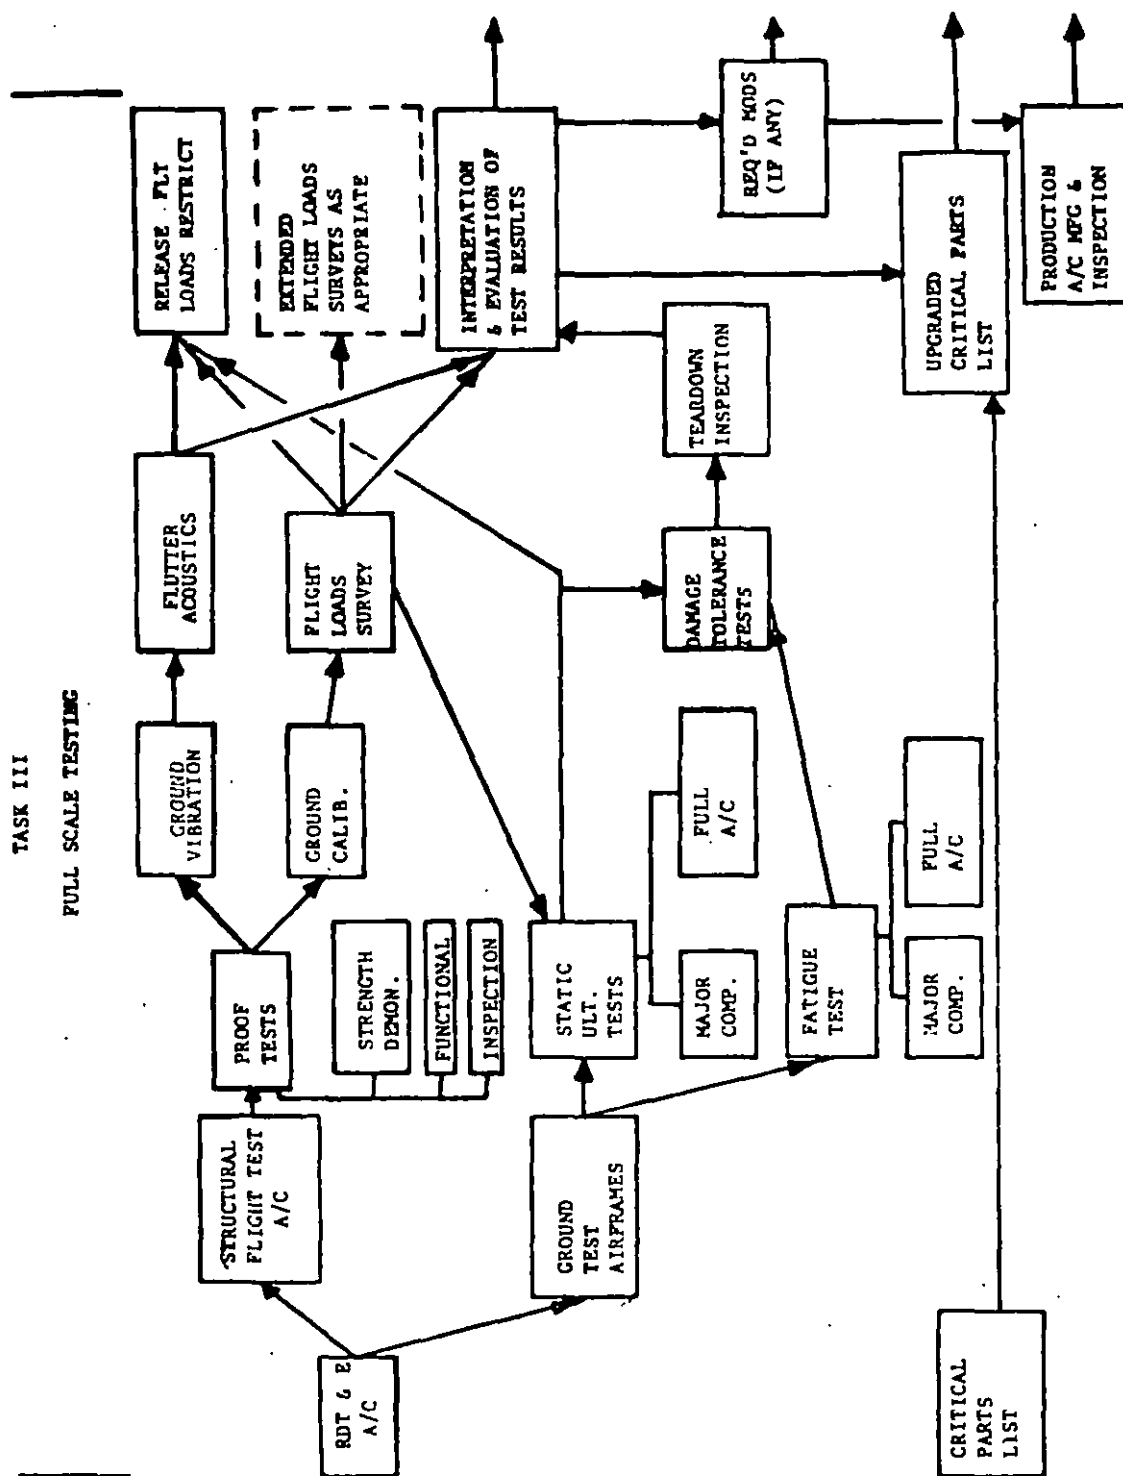 TASK III
FULL SCALE TESTING
RDT & E
A/C
STRUCTURAL
FLIGHT TEST
A/C
PROOF
TESTS
STRENGTH
DEMON.
FUNCTIONAL
INSPECTION
GROUND
VIBRATION
GROUND
CALIB.
FLUTTER
ACOUSTICS
FLIGHT
LOADS
SURVEY
RELEASE FLT
LOADS RESTRICT
EXTENDED
FLIGHT LOADS
SURVEYS AS
APPROPRIATE
INTERPRETATION
& EVALUATION OF
TEST RESULTS
GROUND
TEST
AIRFRAMES
STATIC
ULT.
TESTS
MAJOR
COMP.
FULL
A/C
FATIGUE
TEST
MAJOR
COMP.
FULL
A/C
DAMAGE
TOLERANCE
TESTS
TEARDOWN
INSPECTION
REQ'D MODS
(IF ANY)
CRITICAL
PARTS
LIST
UPGRADED
CRITICAL PARTS
LIST
PRODUCTION
A/C MFG &
INSPECTION